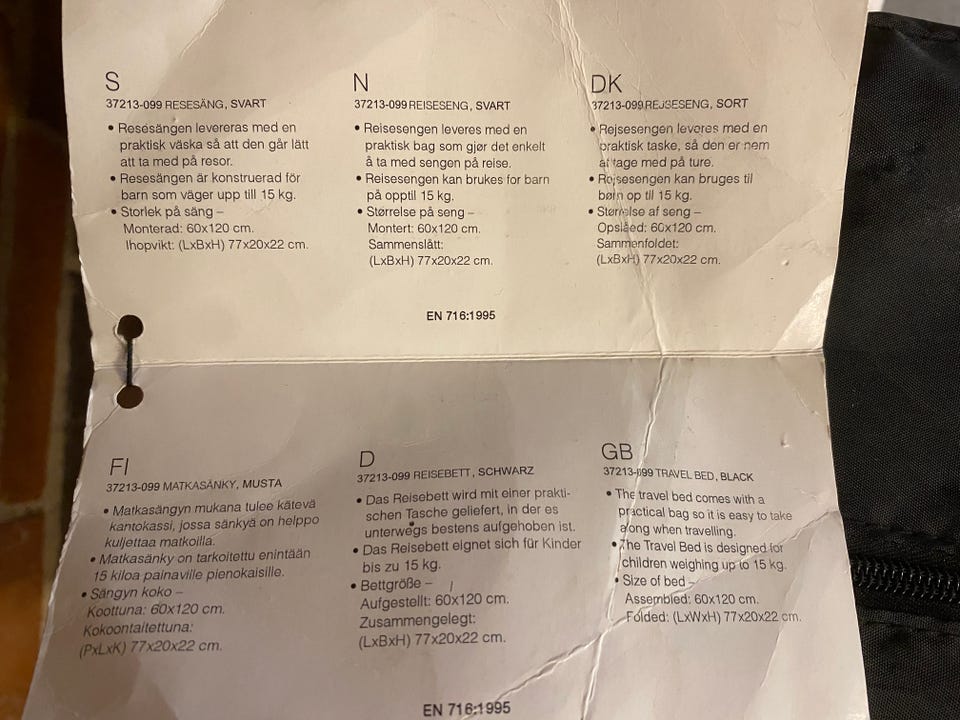 S
37213-099 RESESÄNG, SVART
• Resesängen levereras med en
praktisk väska så att den går lätt
att ta med på resor.
• Resesängen är konstruerad för
barn som väger upp till 15 kg.
• Storlek på säng –
Monterad: 60x120 cm.
Ihopvikt: (LxBxH) 77x20x22 cm.
N
37213-099 REISESENG, SVART
• Reisesengen leveres med en
praktisk bag som gjør det enkelt
å ta med sengen på reise.
• Reisesengen kan brukes for barn
på opptil 15 kg.
• Størrelse på seng –
Montert: 60x120 cm.
Sammenslått:
(LxBxH) 77x20x22 cm.
DK
37213-099 REJSESENG, SORT
• Rejsesengen leveres med en
praktisk taske, så den er nem
at tage med på ture.
• Rejsesengen kan bruges til
børn op til 15 kg.
• Størrelse af seng –
Opslået: 60x120 cm.
Sammenfoldet:
(LxBxH) 77x20x22 cm.
EN 716:1995
FI
37213-099 MATKASÄNKY, MUSTA
• Matkasängyn mukana tulee kätevä
kantokassi, jossa sänkyä on helppo
kuljettaa matkoilla.
• Matkasänky on tarkoitettu enintään
15 kiloa painaville pienokaisille.
• Sängyn koko –
Koottuna: 60x120 cm.
Kokoontaitettuna:
(PxLxK) 77x20x22 cm.
D
37213-099 REISEBETT, SCHWARZ
• Das Reisebett wird mit einer prakti-
schen Tasche geliefert, in der es
unterwegs bestens aufgehoben ist.
• Das Reisebett eignet sich für Kinder
bis zu 15 kg.
• Bettgröße –
Aufgestellt: 60x120 cm.
Zusammengelegt:
(LxBxH) 77x20x22 cm.
GB
37213-099 TRAVEL BED, BLACK
• The travel bed comes with a
practical bag so it is easy to take
along when travelling.
• The Travel Bed is designed for
children weighing up to 15 kg.
• Size of bed –
Assembled: 60x120 cm.
Folded: (LxWxH) 77x20x22 cm.
EN 716:1995